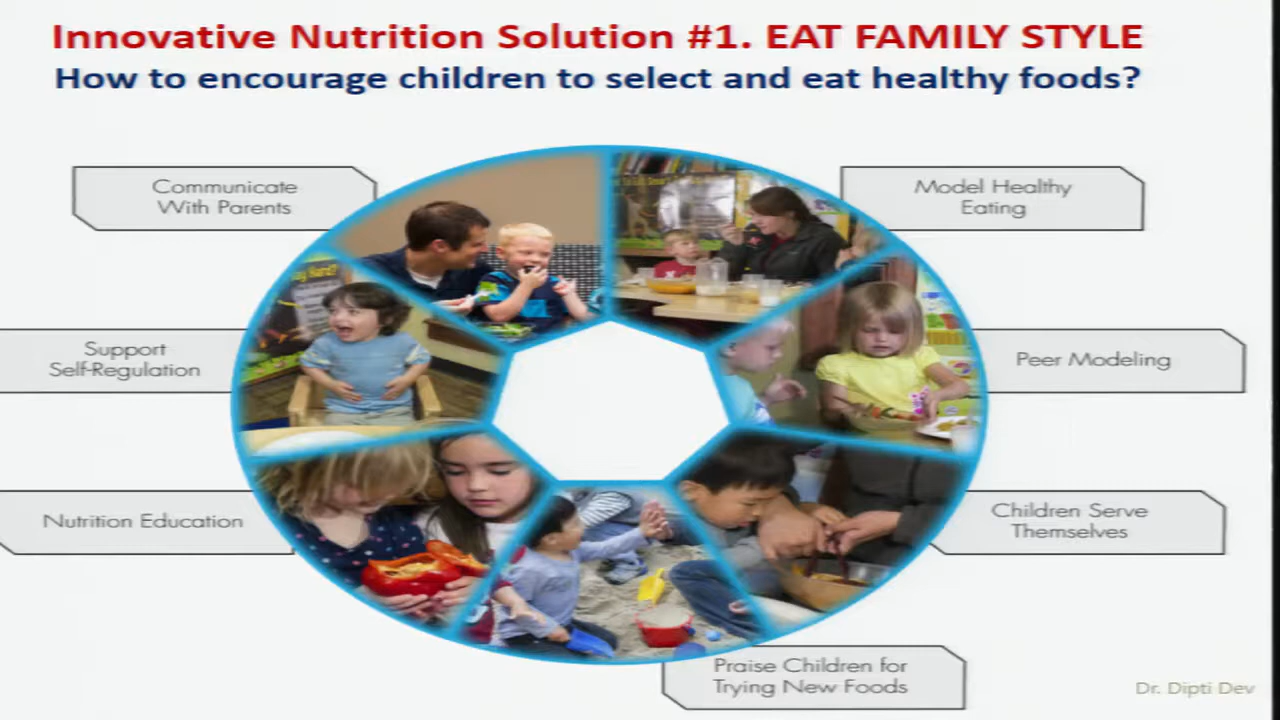 Innovative Nutrition Solution #1. EAT FAMILY STYLE
How to encourage children to select and eat healthy foods?
Communicate
With Parents
Model Healthy
Eating
Support
Self-Regulation
Peer Modeling
Nutrition Education
Children Serve
Themselves
Praise Children for
Trying New Foods
Dr. Dipti Dev